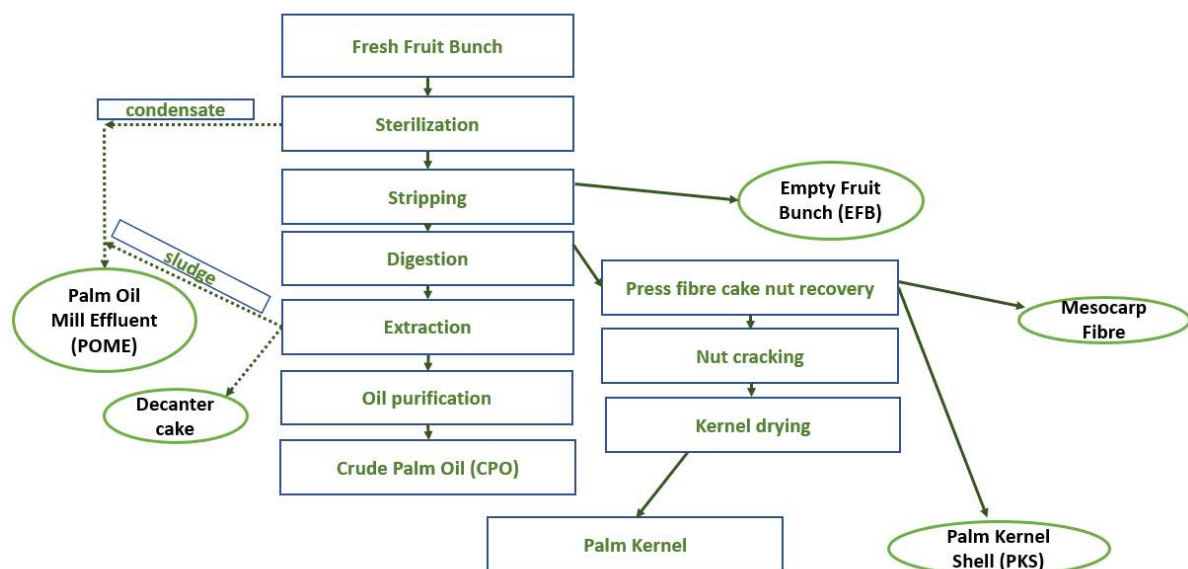 Fresh Fruit Bunch
condensate
Sterilization
Stripping
Empty Fruit
Bunch (EFB)
sludge
Digestion
Press fibre cake nut recovery
Palm Oil
Mill Effluent
(POME)
Extraction
Mesocarp
Fibre
Nut cracking
Decanter
cake
Oil purification
Kernel drying
Crude Palm Oil (CPO)
Palm Kernel
Palm Kernel
Shell (PKS)